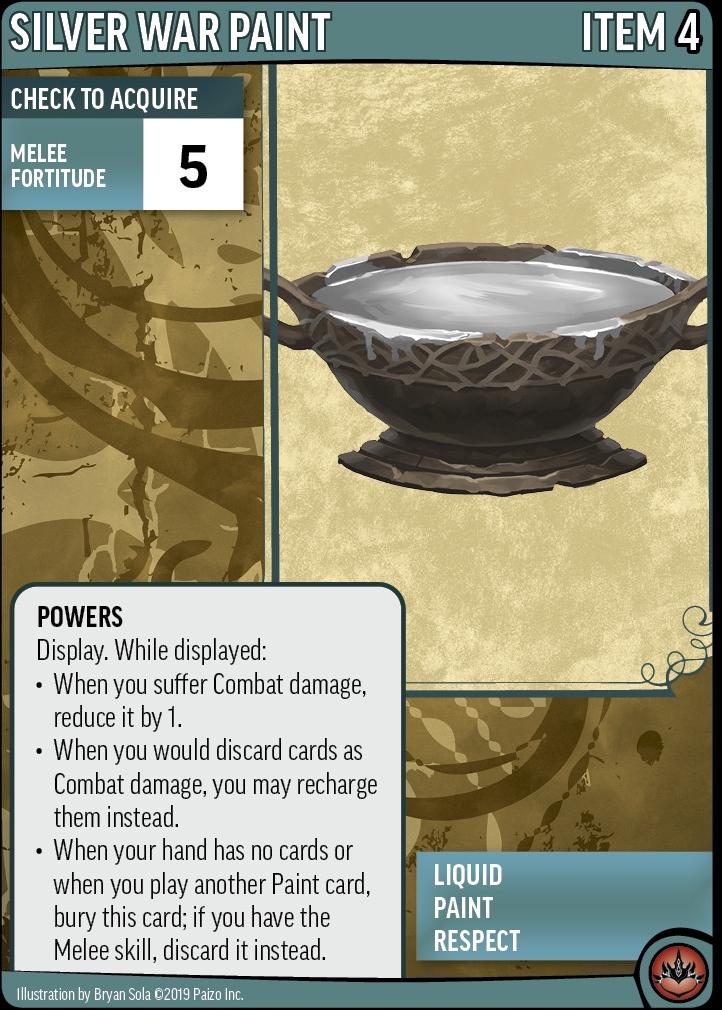 SILVER WAR PAINT
ITEM 4
CHECK TO ACQUIRE
MELEE
FORTITUDE
5
POWERS
Display. While displayed:
• When you suffer Combat damage,
reduce it by 1.
• When you would discard cards as
Combat damage, you may recharge
them instead.
• When your hand has no cards or
when you play another Paint card,
bury this card; if you have the
Melee skill, discard it instead.
LIQUID
PAINT
RESPECT
Illustration by Bryan Sola ©2019 Paizo Inc.